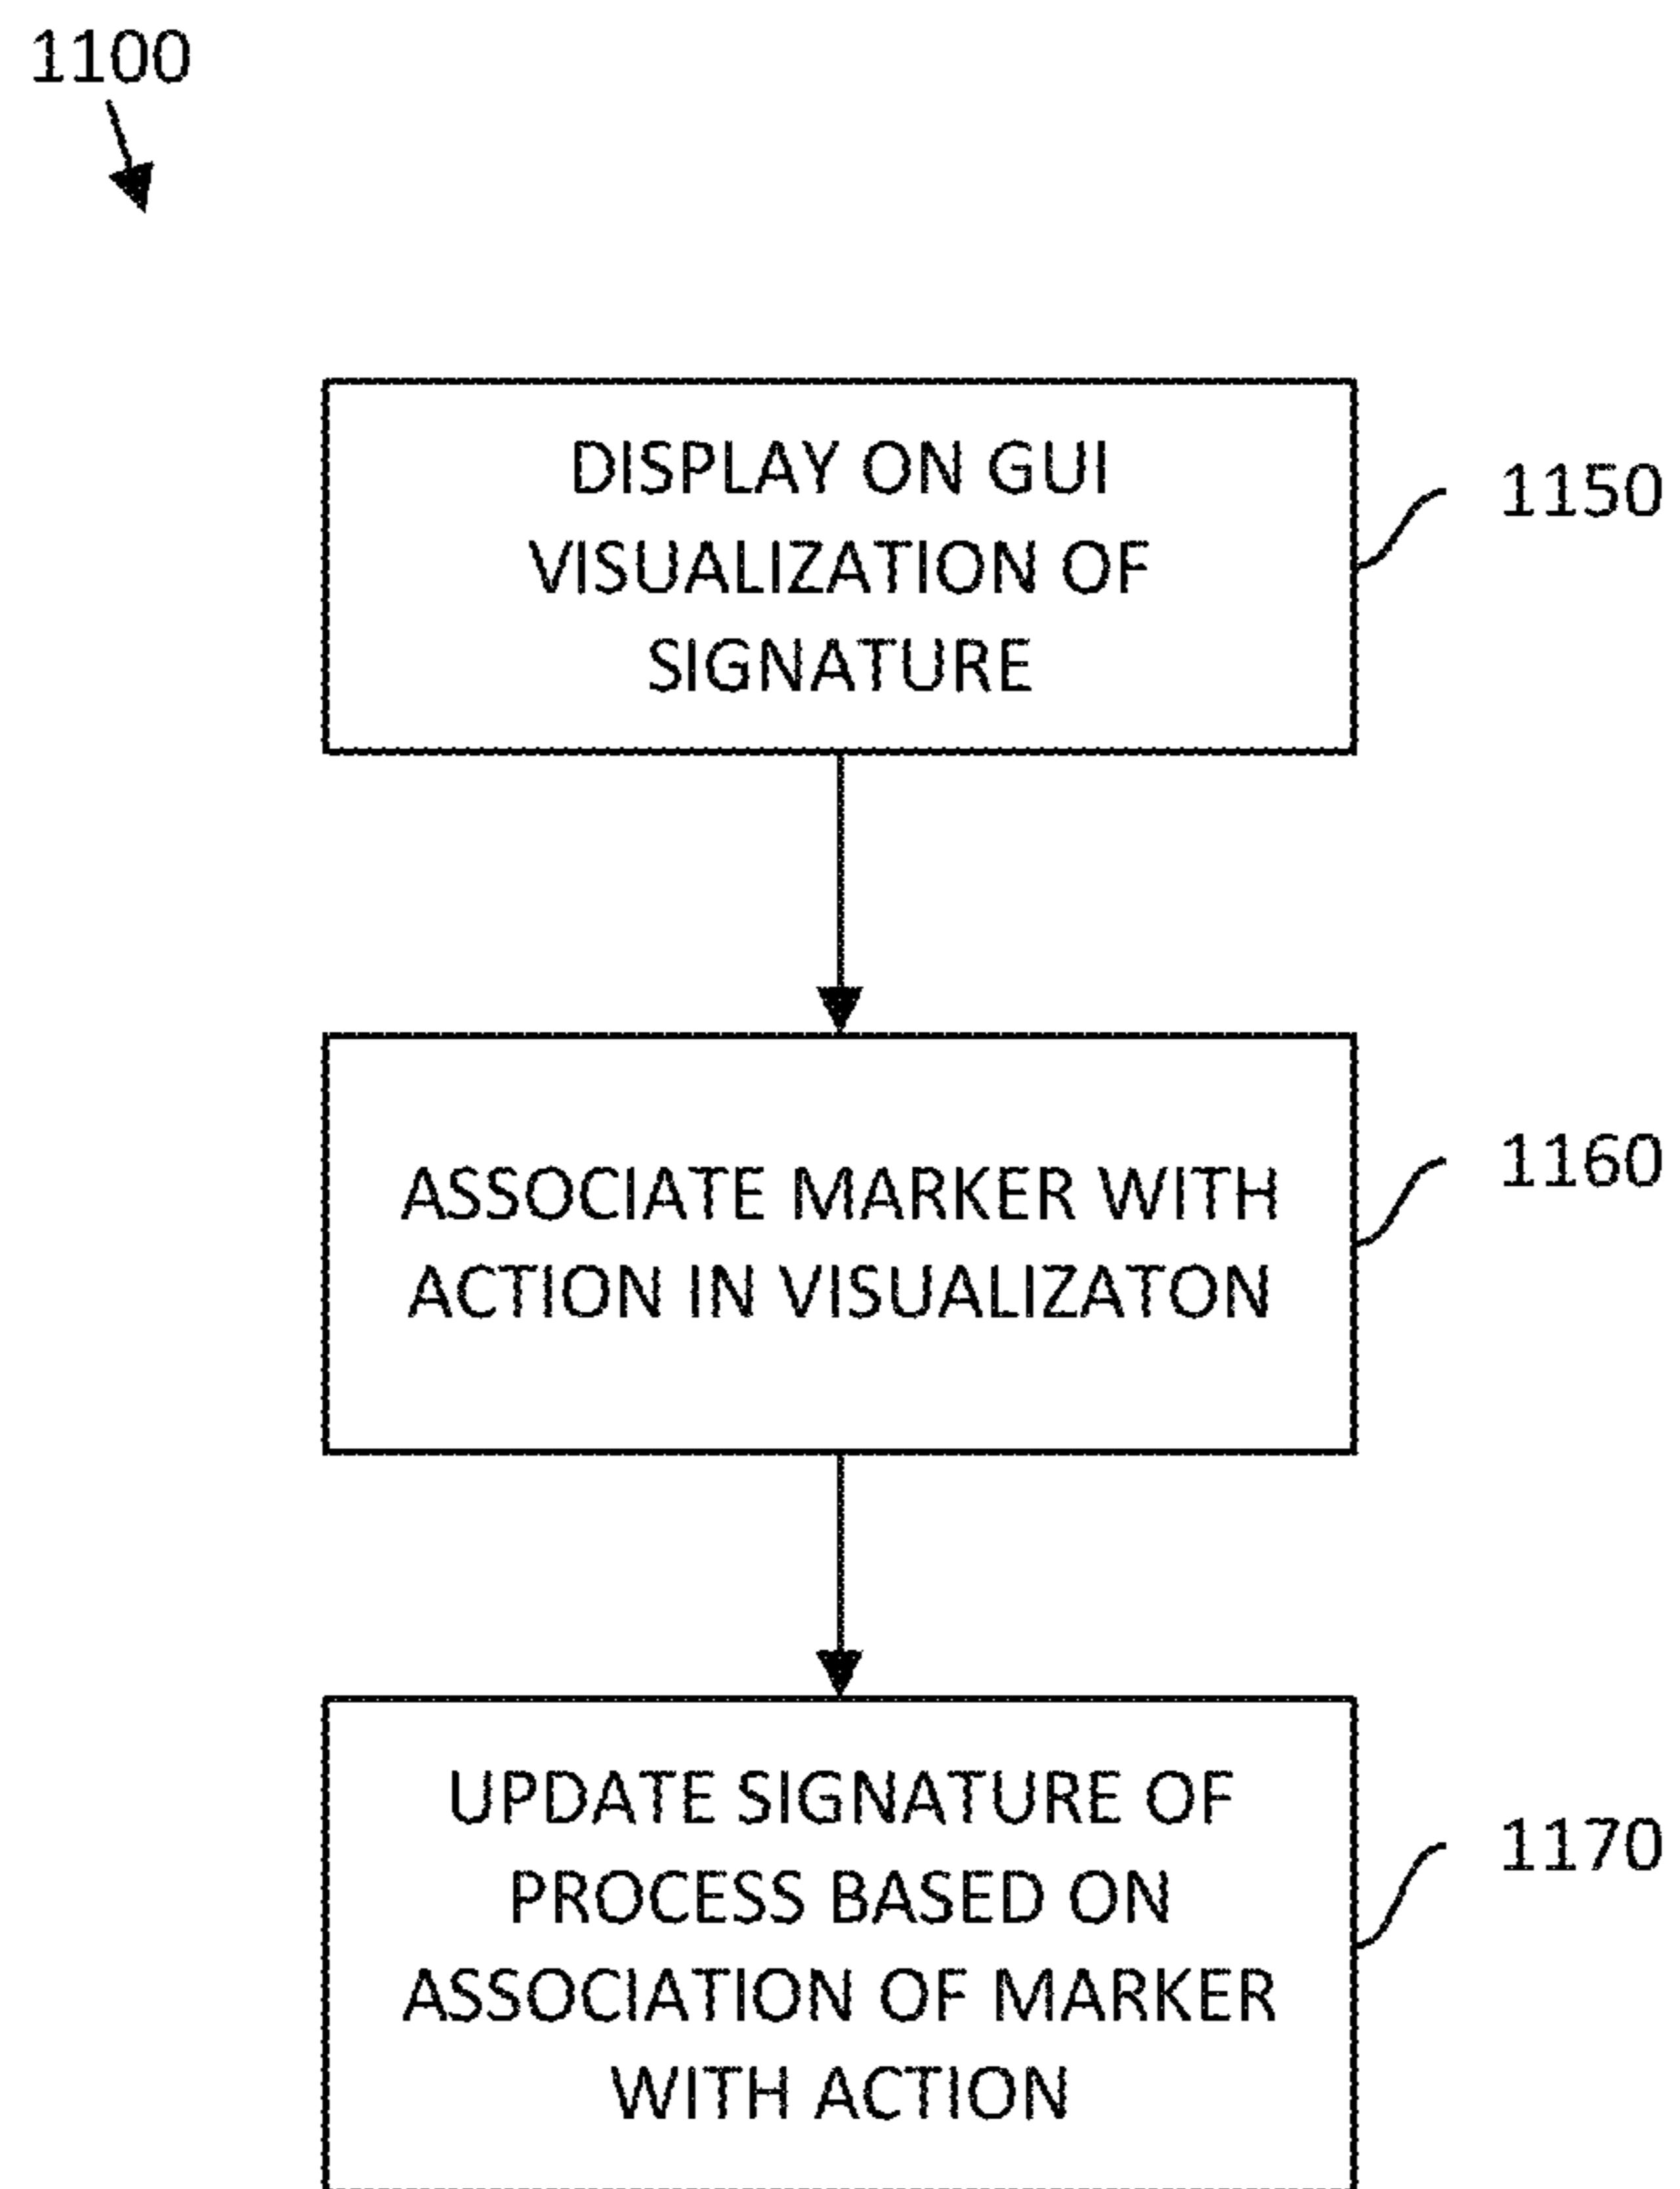 1100
DISPLAY ON GUI
VISUALIZATION OF
SIGNATURE
1150
ASSOCIATE MARKER WITH
ACTION IN VISUALIZATON
1160
UPDATE SIGNATURE OF
PROCESS BASED ON
ASSOCIATION OF MARKER
WITH ACTION
1170